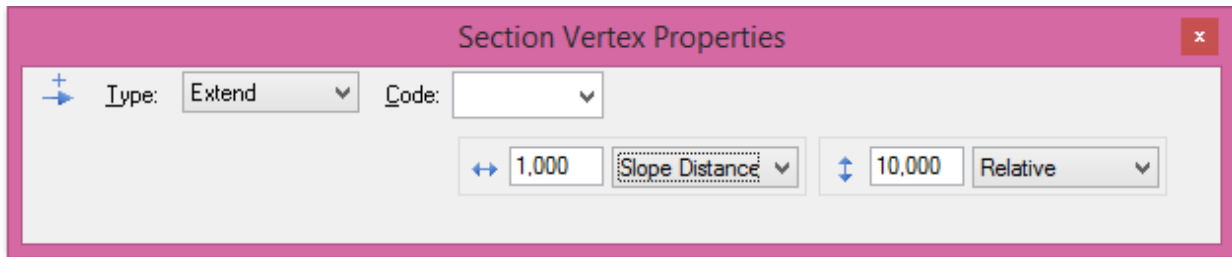 Section Vertex Properties
x
Type: Extend Code:
1,000 Slope Distance 10,000 Relative